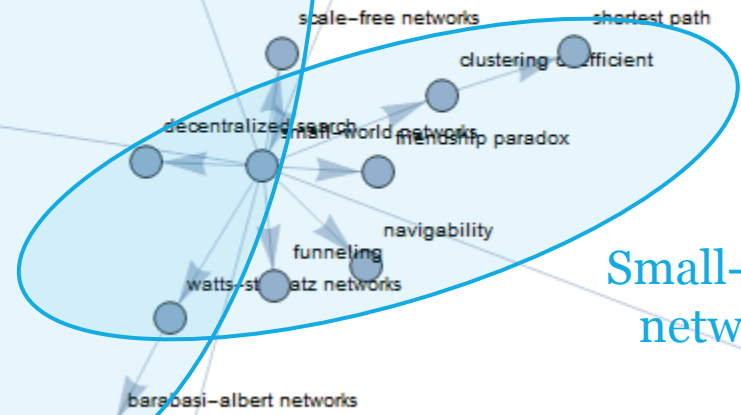 scale-free networks
shortest path
clustering coefficient
decentralized search
small-world networks
friendship paradox
navigability
funneling
watts-strogatz networks
barabasi-albert networks
Small-
netw